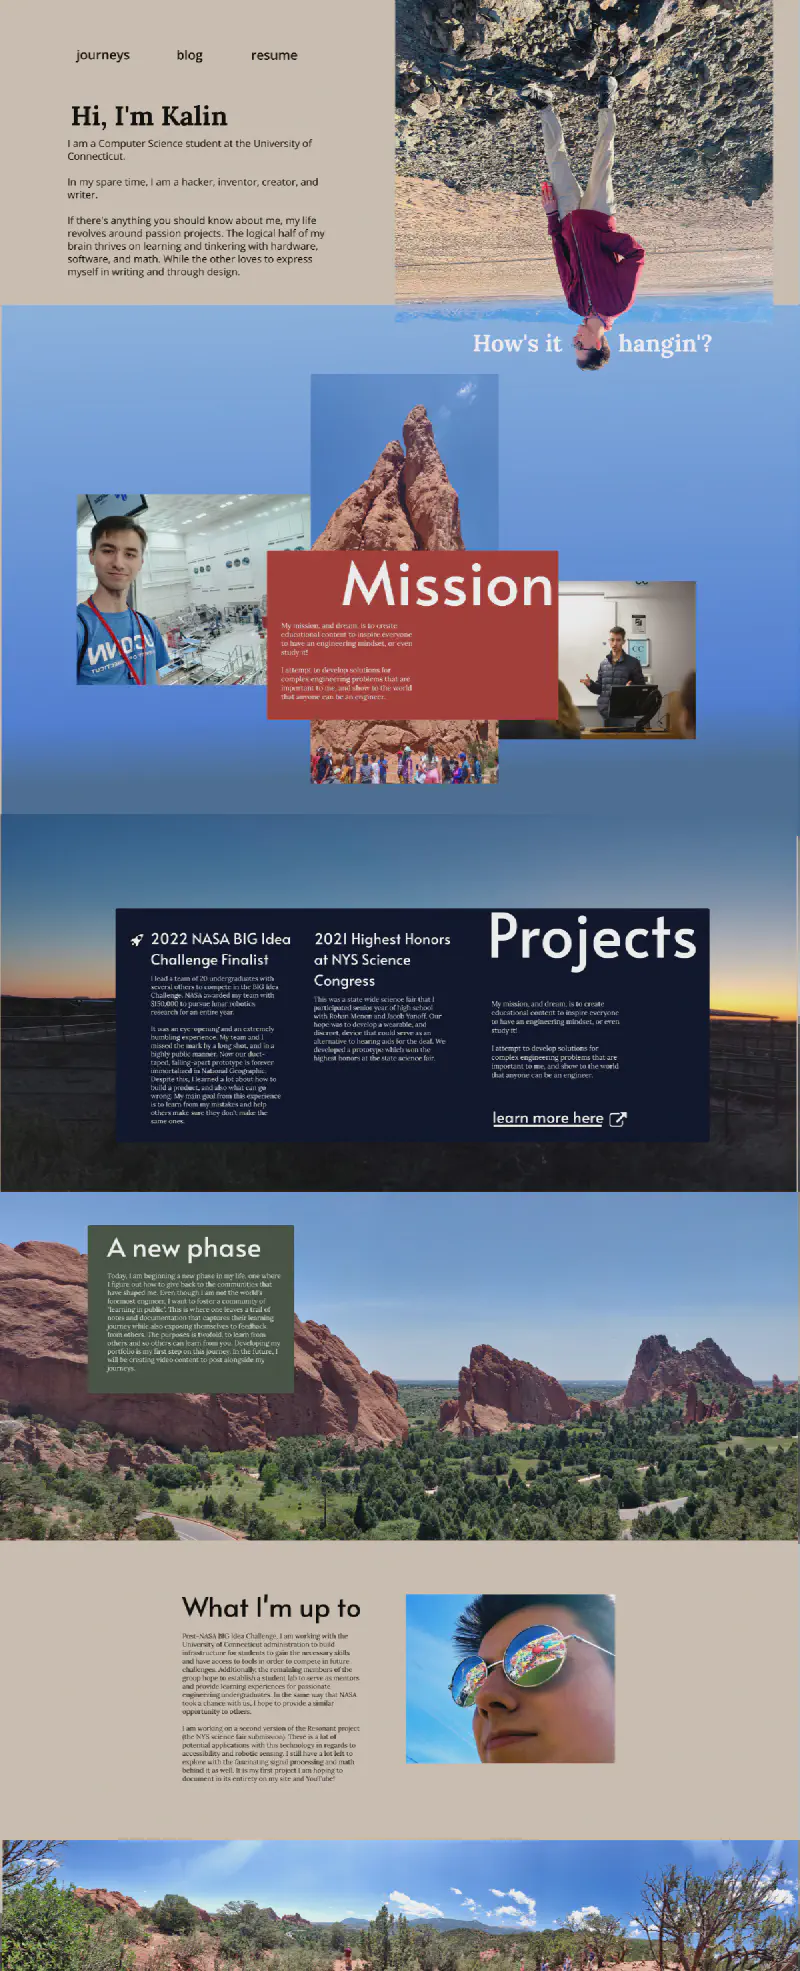 journeys blog resume
Hi, I'm Kalin
I am a Computer Science student at the University of
Connecticut.
In my spare time, I am a hacker, inventor, creator, and
writer.
If there's anything you should know about me, my life
revolves around passion projects. The logical half of my
brain thrives on learning and tinkering with hardware,
software, and math. While the other loves to express
myself in writing and through design.
How's it hangin'?
UCONN
Mission
My mission, and dream, is to create
educational content to inspire everyone
to have an engineering mindset, or even
study it!
I attempt to develop solutions for
complex engineering problems that are
important to me, and show to the world
that anyone can be an engineer.
CC
2022 NASA BIG Idea
Challenge Finalist
I lead a team of 20 undergraduates with
several others to compete in the BIG Idea
Challenge. NASA awarded my team with
$150,000 to pursue lunar robotics
research for an entire year.
It was an eye-opening and an extremely
humbling experience. My team and I
missed the mark by a long shot, and in a
highly public manner. Now our duct-
taped, falling-apart prototype is forever
immortalized in National Geographic.
Despite this, I learned a lot about how to
build a product, and also what can go
wrong. My main goal from this experience
is to learn from my mistakes and help
others make sure they don't make the
same ones.
2021 Highest Honors
at NYS Science
Congress
This was a state wide science fair that I
participated senior year of high school
with Rohan Menon and Jacob Yanoff. Our
hope was to develop a wearable, and
discreet, device that could serve as an
alternative to hearing aids for the deaf. We
developed a prototype which won the
highest honors at the state science fair.
Projects
My mission, and dream, is to create
educational content to inspire everyone
to have an engineering mindset, or even
study it!
I attempt to develop solutions for
complex engineering problems that are
important to me, and show to the world
that anyone can be an engineer.
learn more here
A new phase
Today, I am beginning a new phase in my life, one where
I figure out how to give back to the communities that
have shaped me. Even though I am not the world's
foremost engineer, I want to foster a community of
"learning in public". This is where one leaves a trail of
notes and documentation that captures their learning
journey while also exposing themselves to feedback
from others. The purposes is twofold, to learn from
others and so others can learn from you. Developing my
portfolio is my first step on this journey. In the future, I
will be creating video content to post alongside my
journeys.
What I'm up to
Post-NASA BIG Idea Challenge, I am working with the
University of Connecticut administration to build
infrastructure for students to gain the necessary skills
and have access to tools in order to compete in future
challenges. Additionally, the remaining members of the
group hope to establish a student lab to serve as mentors
and provide learning experiences for passionate
engineering undergraduates. In the same way that NASA
took a chance with us, I hope to provide a similar
opportunity to others.
I am working on a second version of the Resonant project
(the NYS science fair submission). There is a lot of
potential applications with this technology in regards to
accessibility and robotic sensing. I still have a lot left to
explore with the fascinating signal processing and math
behind it as well. It is my first project I am hoping to
document in its entirety on my site and YouTube!